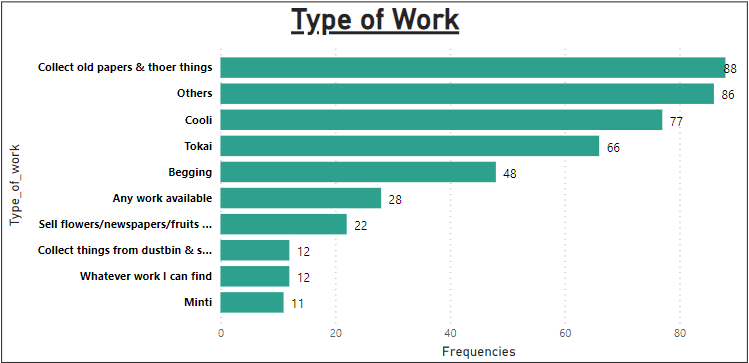 Type of Work
Type_of_work
Collect old papers & thoer things 88
Others 86
Cooli 77
Tokai 66
Begging 48
Any work available 28
Sell flowers/newspapers/fruits ... 22
Collect things from dustbin & s... 12
Whatever work I can find 12
Minti 11
0 20 40 60 80
Frequencies